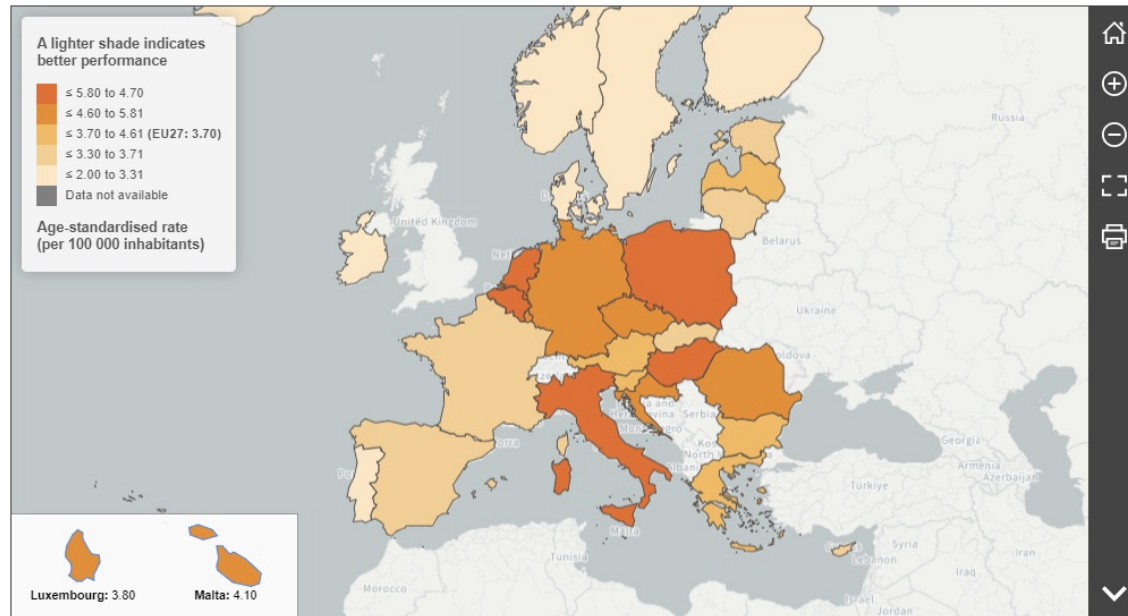 A lighter shade indicates
better performance
≤ 5.80 to 4.70
≤ 4.60 to 5.81
≤ 3.70 to 4.61 (EU27: 3.70)
≤ 3.30 to 3.71
≤ 2.00 to 3.31
Data not available
Age-standardised rate
(per 100 000 inhabitants)
Russia
United Kingdom
Belarus
Ukraine
Serbia
Georgia
Armenia
Azerbaijan
Türkiye
Malta
Syria
Tunisia
Iran
Iraq
Morocco
Israel
Jordan
Luxembourg: 3.80
Malta: 4.10